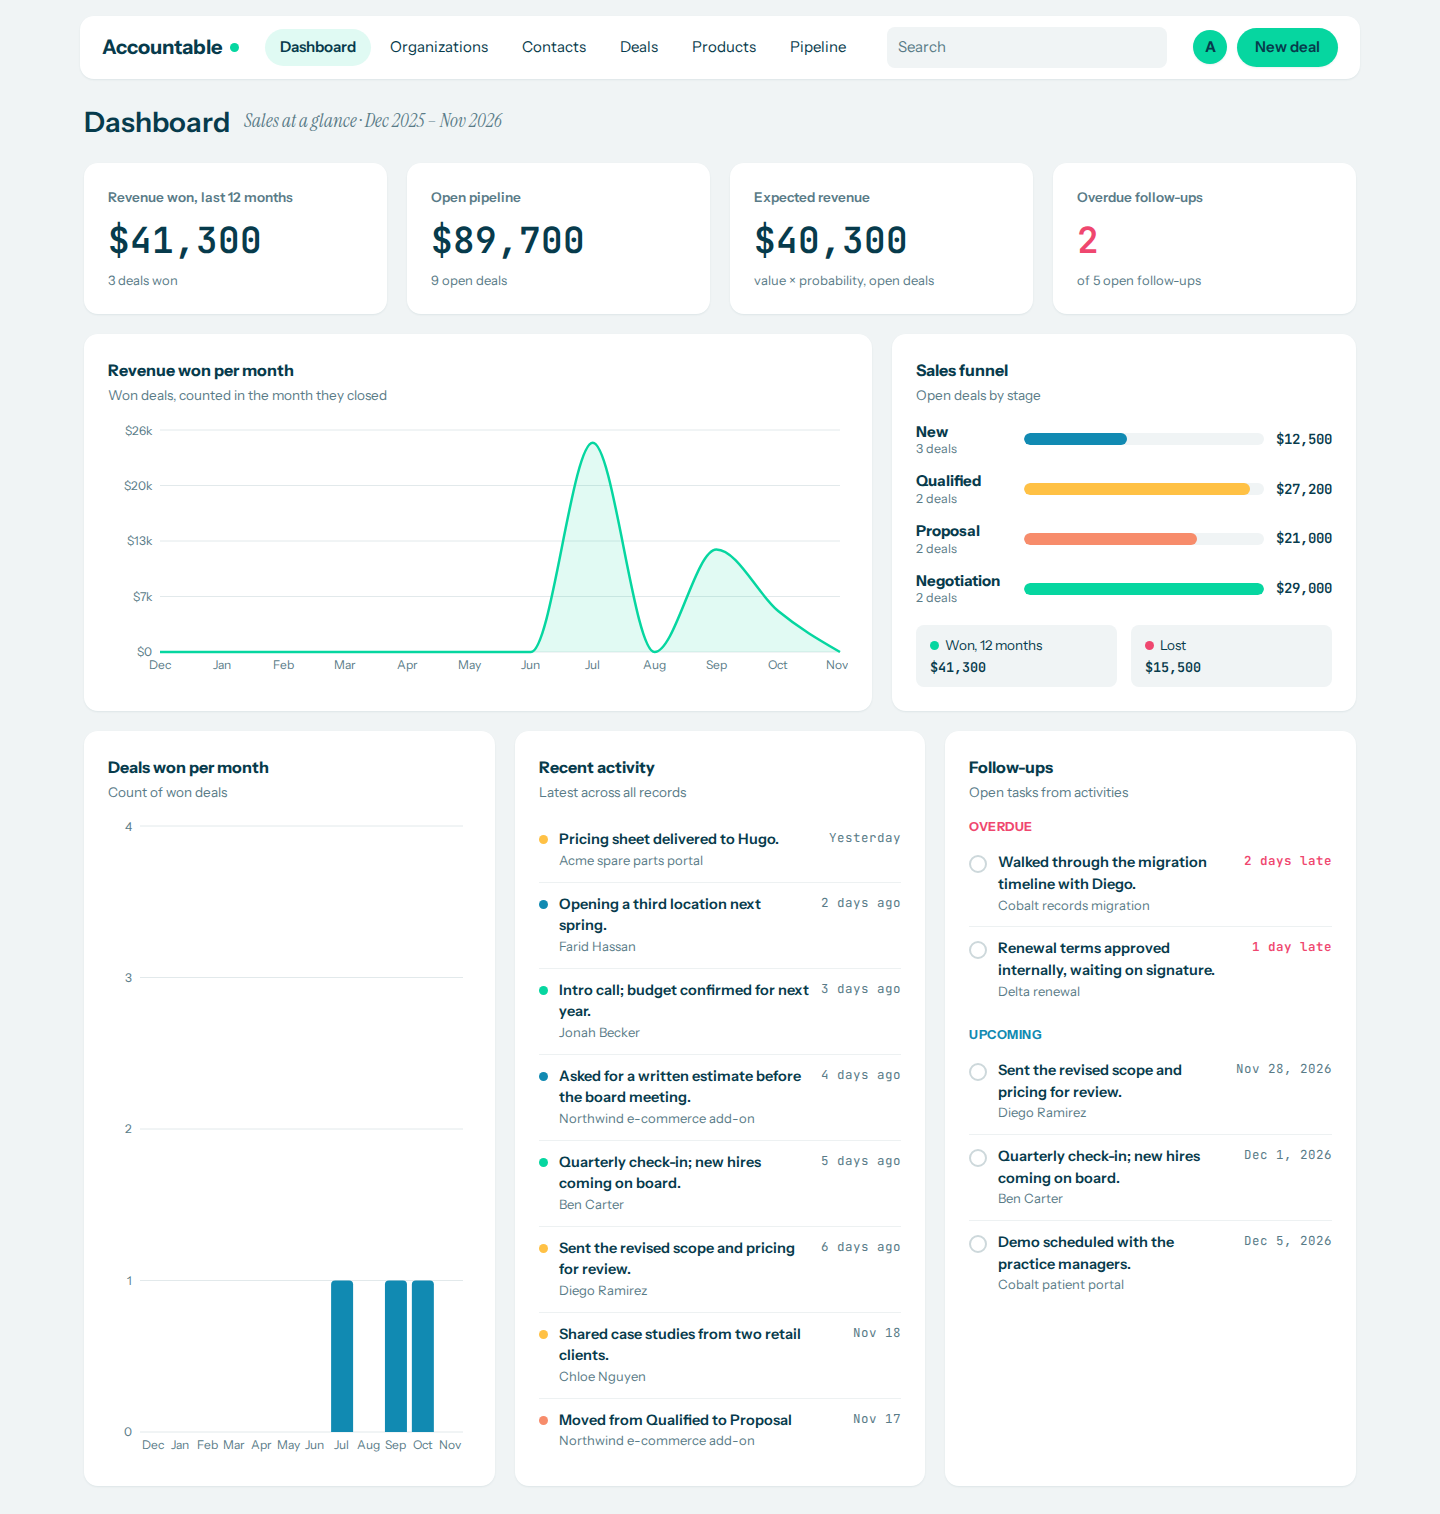 Accountable
Dashboard
Organizations
Contacts
Deals
Products
Pipeline
Search
A
New deal
Dashboard
Sales at a glance · Dec 2025 – Nov 2026
Revenue won, last 12 months
$41,300
3 deals won
Open pipeline
$89,700
9 open deals
Expected revenue
$40,300
value × probability, open deals
Overdue follow-ups
2
of 5 open follow-ups
Revenue won per month
Won deals, counted in the month they closed
$26k
$20k
$13k
$7k
$0
Dec Jan Feb Mar Apr May Jun Jul Aug Sep Oct Nov
Sales funnel
Open deals by stage
New
3 deals
$12,500
Qualified
2 deals
$27,200
Proposal
2 deals
$21,000
Negotiation
2 deals
$29,000
Won, 12 months
$41,300
Lost
$15,500
Deals won per month
Count of won deals
4
3
2
1
0
Dec Jan Feb Mar Apr May Jun Jul Aug Sep Oct Nov
Recent activity
Latest across all records
Pricing sheet delivered to Hugo.
Yesterday
Acme spare parts portal
Opening a third location next
2 days ago
spring.
Farid Hassan
Intro call; budget confirmed for next
3 days ago
year.
Jonah Becker
Asked for a written estimate before
4 days ago
the board meeting.
Northwind e-commerce add-on
Quarterly check-in; new hires
5 days ago
coming on board.
Ben Carter
Sent the revised scope and pricing
6 days ago
for review.
Diego Ramirez
Shared case studies from two retail
Nov 18
clients.
Chloe Nguyen
Moved from Qualified to Proposal
Nov 17
Northwind e-commerce add-on
Follow-ups
Open tasks from activities
OVERDUE
Walked through the migration
2 days late
timeline with Diego.
Cobalt records migration
Renewal terms approved
1 day late
internally, waiting on signature.
Delta renewal
UPCOMING
Sent the revised scope and
Nov 28, 2026
pricing for review.
Diego Ramirez
Quarterly check-in; new hires
Dec 1, 2026
coming on board.
Ben Carter
Demo scheduled with the
Dec 5, 2026
practice managers.
Cobalt patient portal